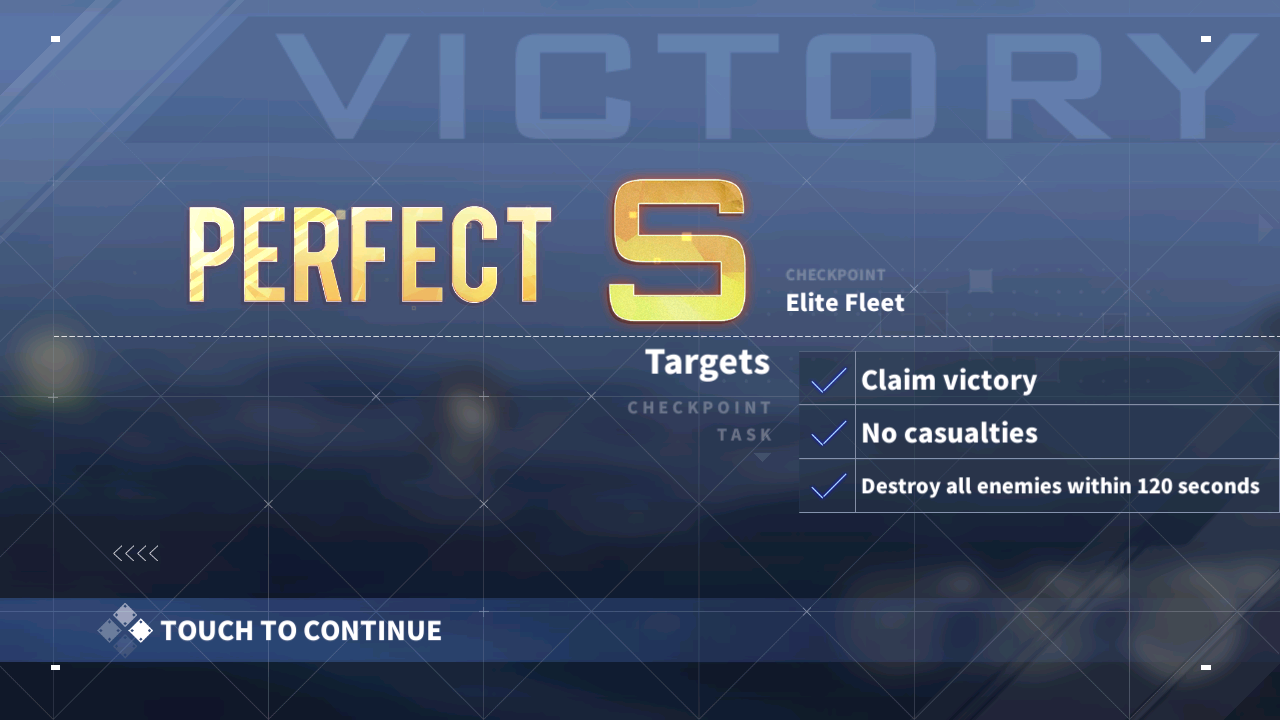 VICTORY
PERFECT S
CHECKPOINT
Elite Fleet
Targets
CHECKPOINT
TASK
Claim victory
No casualties
Destroy all enemies within 120 seconds
TOUCH TO CONTINUE